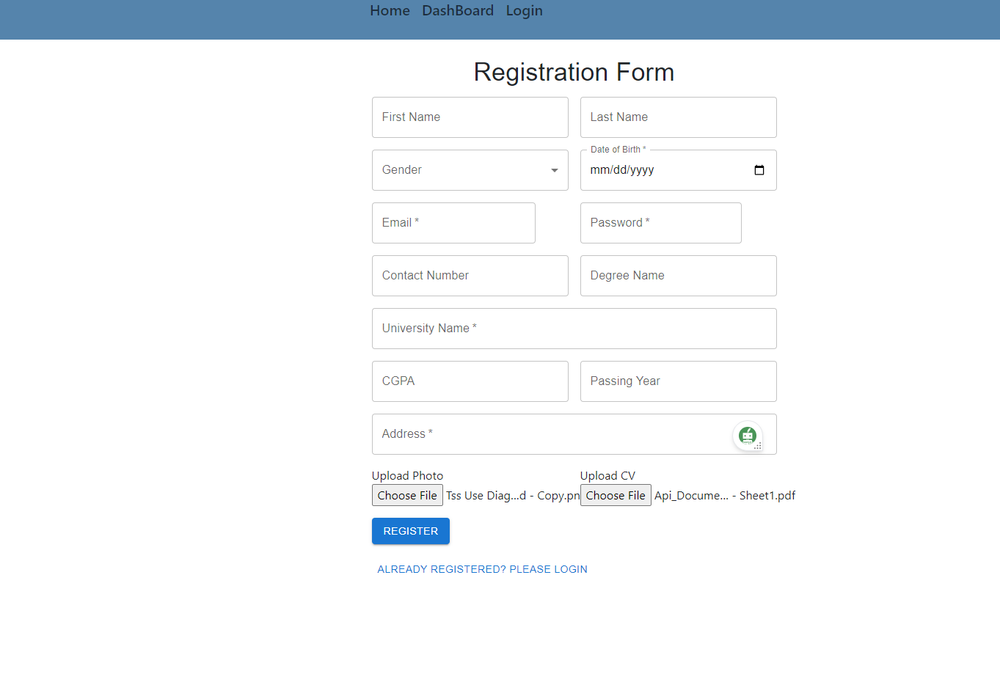 Home DashBoard Login
Registration Form
First Name Last Name
Date of Birth *
Gender mm/dd/yyyy
Email * Password *
Contact Number Degree Name
University Name *
CGPA Passing Year
Address *
Upload Photo Upload CV
Choose File Tss Use Diag...d - Copy.pn Choose File Api_Docume... - Sheet1.pdf
REGISTER
ALREADY REGISTERED? PLEASE LOGIN